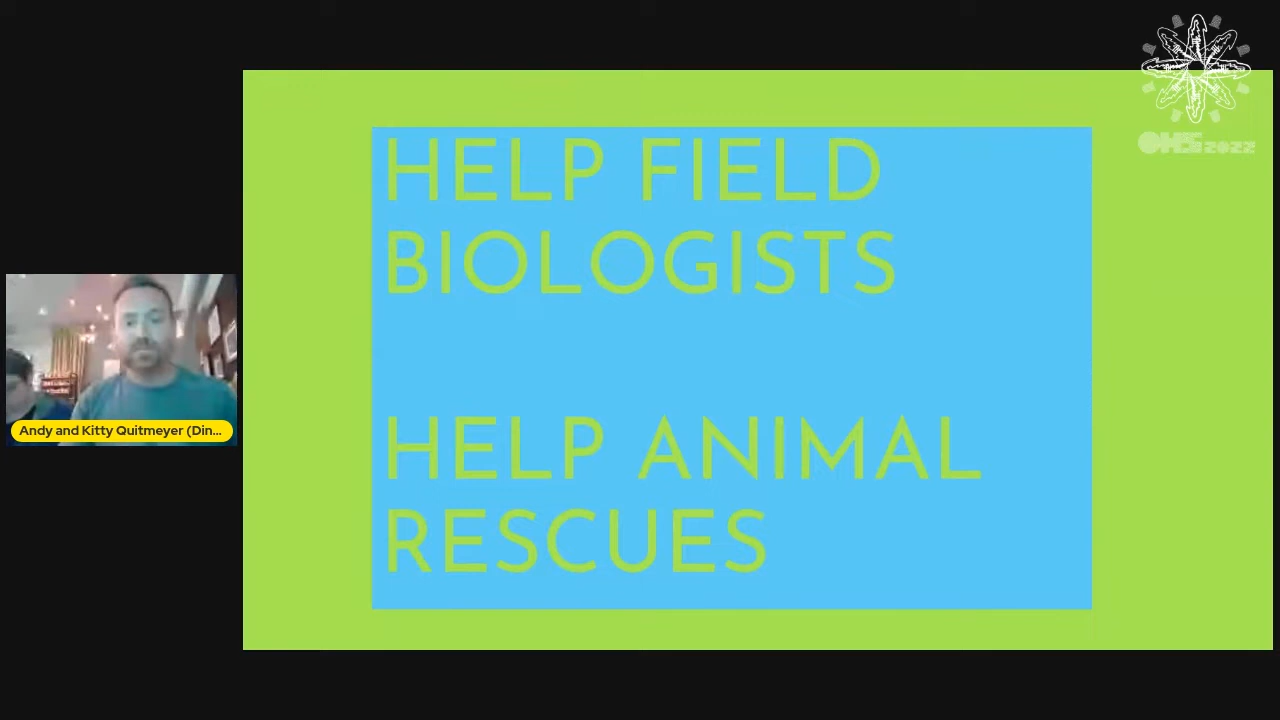 OHS 2022
HELP FIELD
BIOLOGISTS
HELP ANIMAL
RESCUES
Andy and Kitty Quitmeyer (Din...